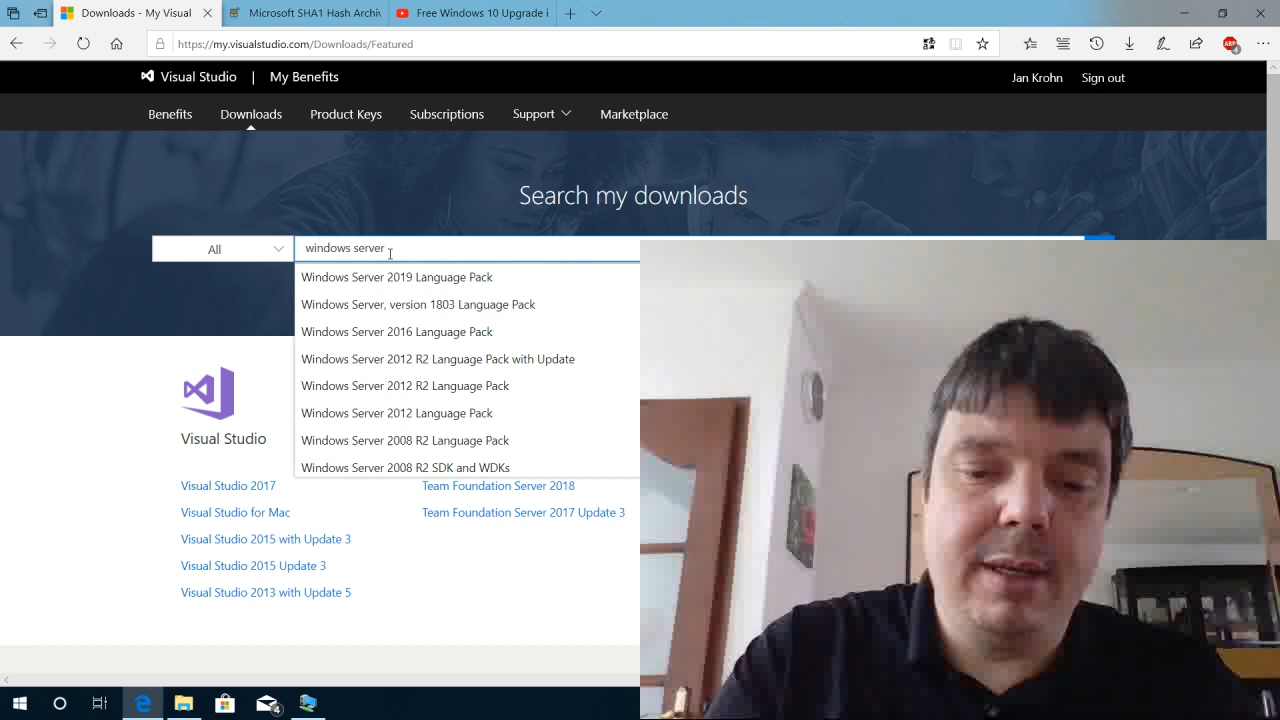 Downloads - My Visual St
Microsoft SHA1 Hash Archiv
Free Windows 10 Upgrade i
https://my.visualstudio.com/Downloads/Featured
ABP
4
Visual Studio | My Benefits
Jan Krohn
Sign out
Benefits
Downloads
Product Keys
Subscriptions
Support
Marketplace
Search my downloads
All
windows server
Windows Server 2019 Language Pack
Windows Server, version 1803 Language Pack
Windows Server 2016 Language Pack
Windows Server 2012 R2 Language Pack with Update
Windows Server 2012 R2 Language Pack
Windows Server 2012 Language Pack
Windows Server 2008 R2 Language Pack
Windows Server 2008 R2 SDK and WDKs
Visual Studio
Visual Studio 2017
Visual Studio for Mac
Visual Studio 2015 with Update 3
Visual Studio 2015 Update 3
Visual Studio 2013 with Update 5
Team Foundation Server 2018
Team Foundation Server 2017 Update 3
4